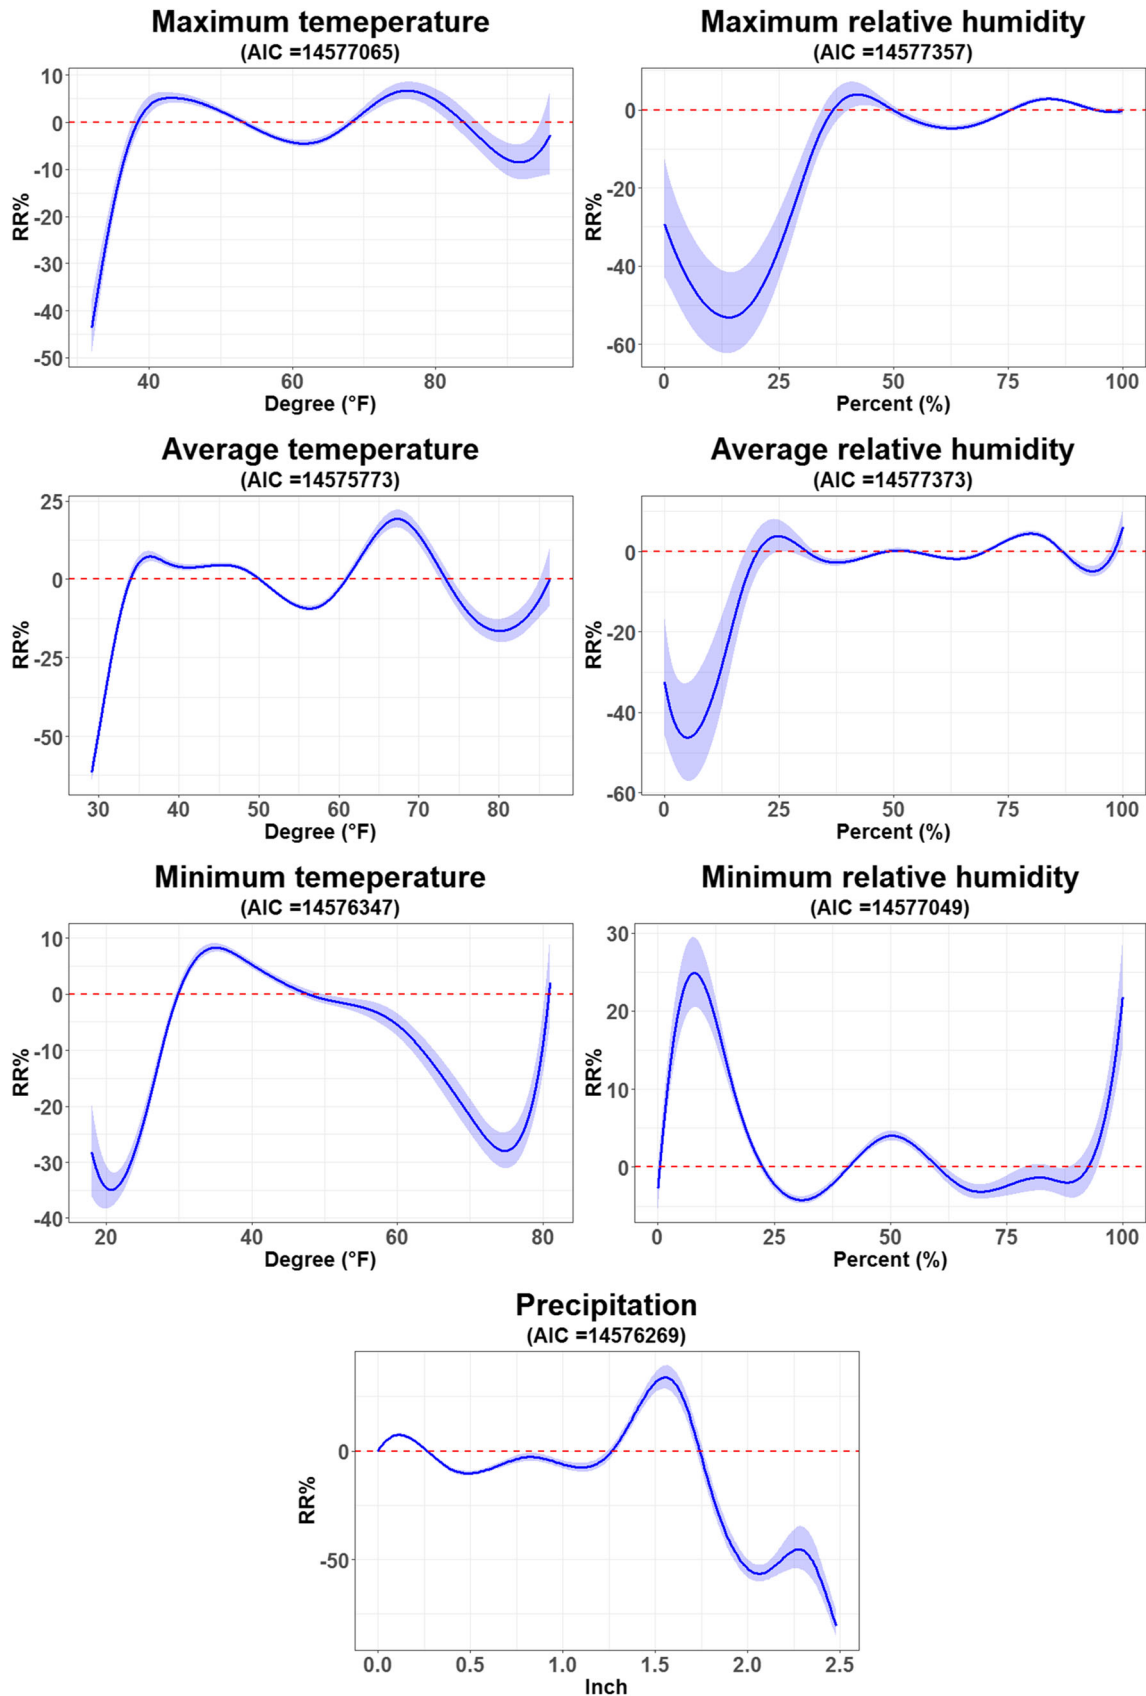 Maximum temeperature
(AIC =14577065)
10
0
-10
-20
-30
-40
-50
RR%
40
60
80
Degree (°F)
Maximum relative humidity
(AIC =14577357)
0
-20
-40
-60
RR%
0
25
50
75
100
Percent (%)
Average temeperature
(AIC =14575773)
25
0
-25
-50
RR%
30
40
50
60
70
80
Degree (°F)
Average relative humidity
(AIC =14577373)
0
-20
-40
-60
RR%
0
25
50
75
100
Percent (%)
Minimum temeperature
(AIC =14576347)
10
0
-10
-20
-30
-40
RR%
20
40
60
80
Degree (°F)
Minimum relative humidity
(AIC =14577049)
30
20
10
0
RR%
0
25
50
75
100
Percent (%)
Precipitation
(AIC =14576269)
0
-50
RR%
0.0
0.5
1.0
1.5
2.0
2.5
Inch